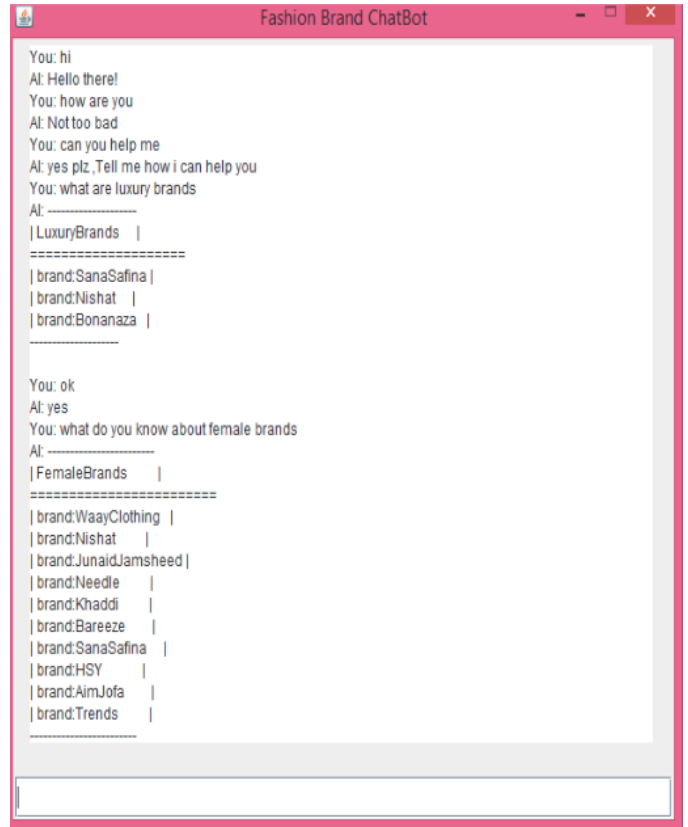 Fashion Brand ChatBot
You: hi
AI: Hello there!
You: how are you
AI: Not too bad
You: can you help me
AI: yes plz ,Tell me how i can help you
You: what are luxury brands
AI: --------------------
| LuxuryBrands    |
====================
| brand:SanaSafina |
| brand:Nishat    |
| brand:Bonanaza   |
--------------------
You: ok
AI: yes
You: what do you know about female brands
AI: ------------------------
| FemaleBrands        |
========================
| brand:WaayClothing   |
| brand:Nishat        |
| brand:JunaidJamsheed |
| brand:Needle        |
| brand:Khaddi        |
| brand:Bareeze       |
| brand:SanaSafina    |
| brand:HSY          |
| brand:AimJofa       |
| brand:Trends        |
------------------------